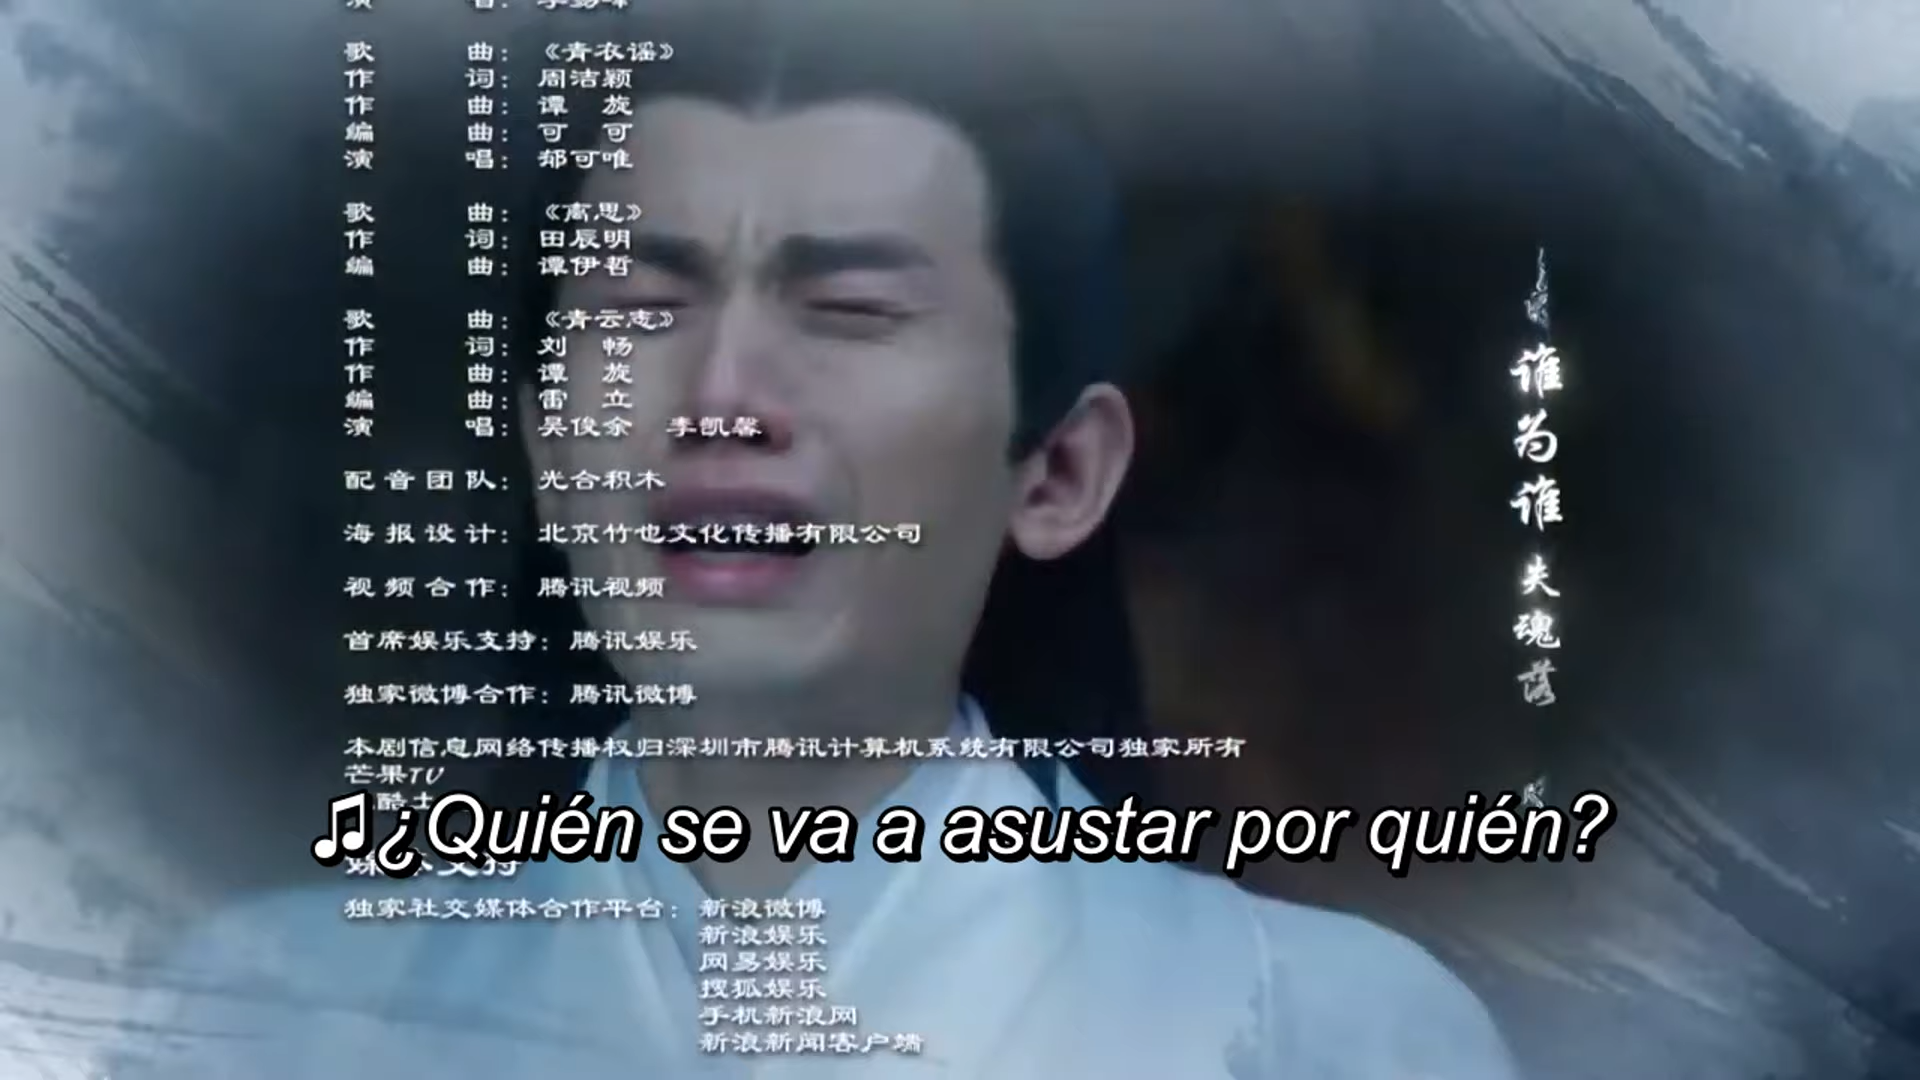 歌 曲：《青衣谣》
作 词：周洁颖
作 曲：谭 旋
编 曲：可 可
演 唱：郁可唯
歌 曲：《离思》
作 词：田辰明
编 曲：谭伊哲
歌 曲：《青云志》
作 词：刘 畅
作 曲：谭 旋
编 曲：雷 立
演 唱：吴俊余 李凯馨
配音团队：光合积木
海报设计：北京竹也文化传播有限公司
视频合作：腾讯视频
首席娱乐支持：腾讯娱乐
独家微博合作：腾讯微博
本剧信息网络传播权归深圳市腾讯计算机系统有限公司独家所有
芒果TV
♫¿Quién se va a asustar por quién?
独家社交媒体合作平台：新浪微博
新浪娱乐
网易娱乐
搜狐娱乐
手机新浪网
新浪新闻客户端
谁为谁失魂落